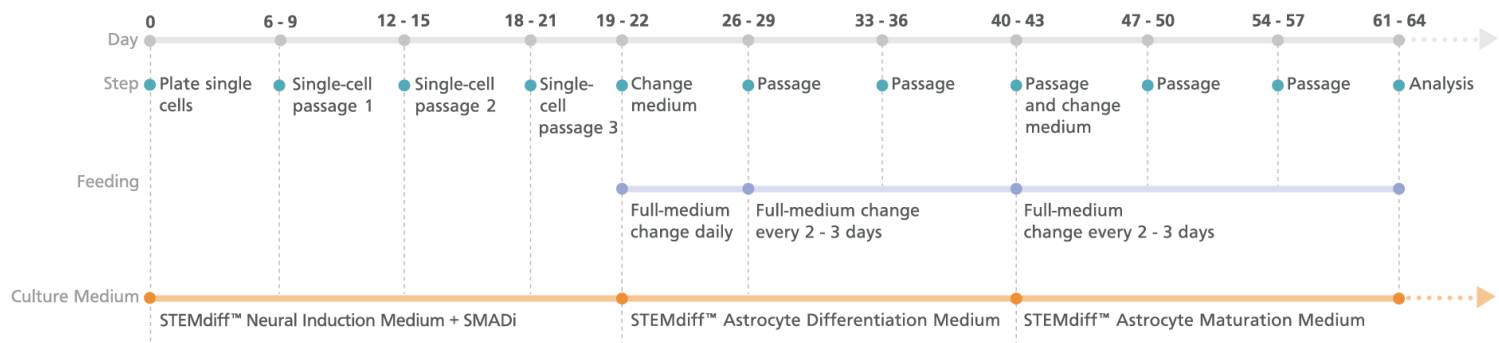 0 6 - 9 12 - 15 18 - 21 19 - 22 26 - 29 33 - 36 40 - 43 47 - 50 54 - 57 61 - 64
Day
Step
Plate single
cells
Single-cell
passage 1
Single-cell
passage 2
Single-
cell
passage 3
Change
medium
Passage
Passage
Passage
and change
medium
Passage
Passage
Analysis
Feeding
Full-medium
change daily
Full-medium change
every 2 - 3 days
Full-medium
change every 2 - 3 days
Culture Medium
STEMdiff™ Neural Induction Medium + SMADi
STEMdiff™ Astrocyte Differentiation Medium
STEMdiff™ Astrocyte Maturation Medium